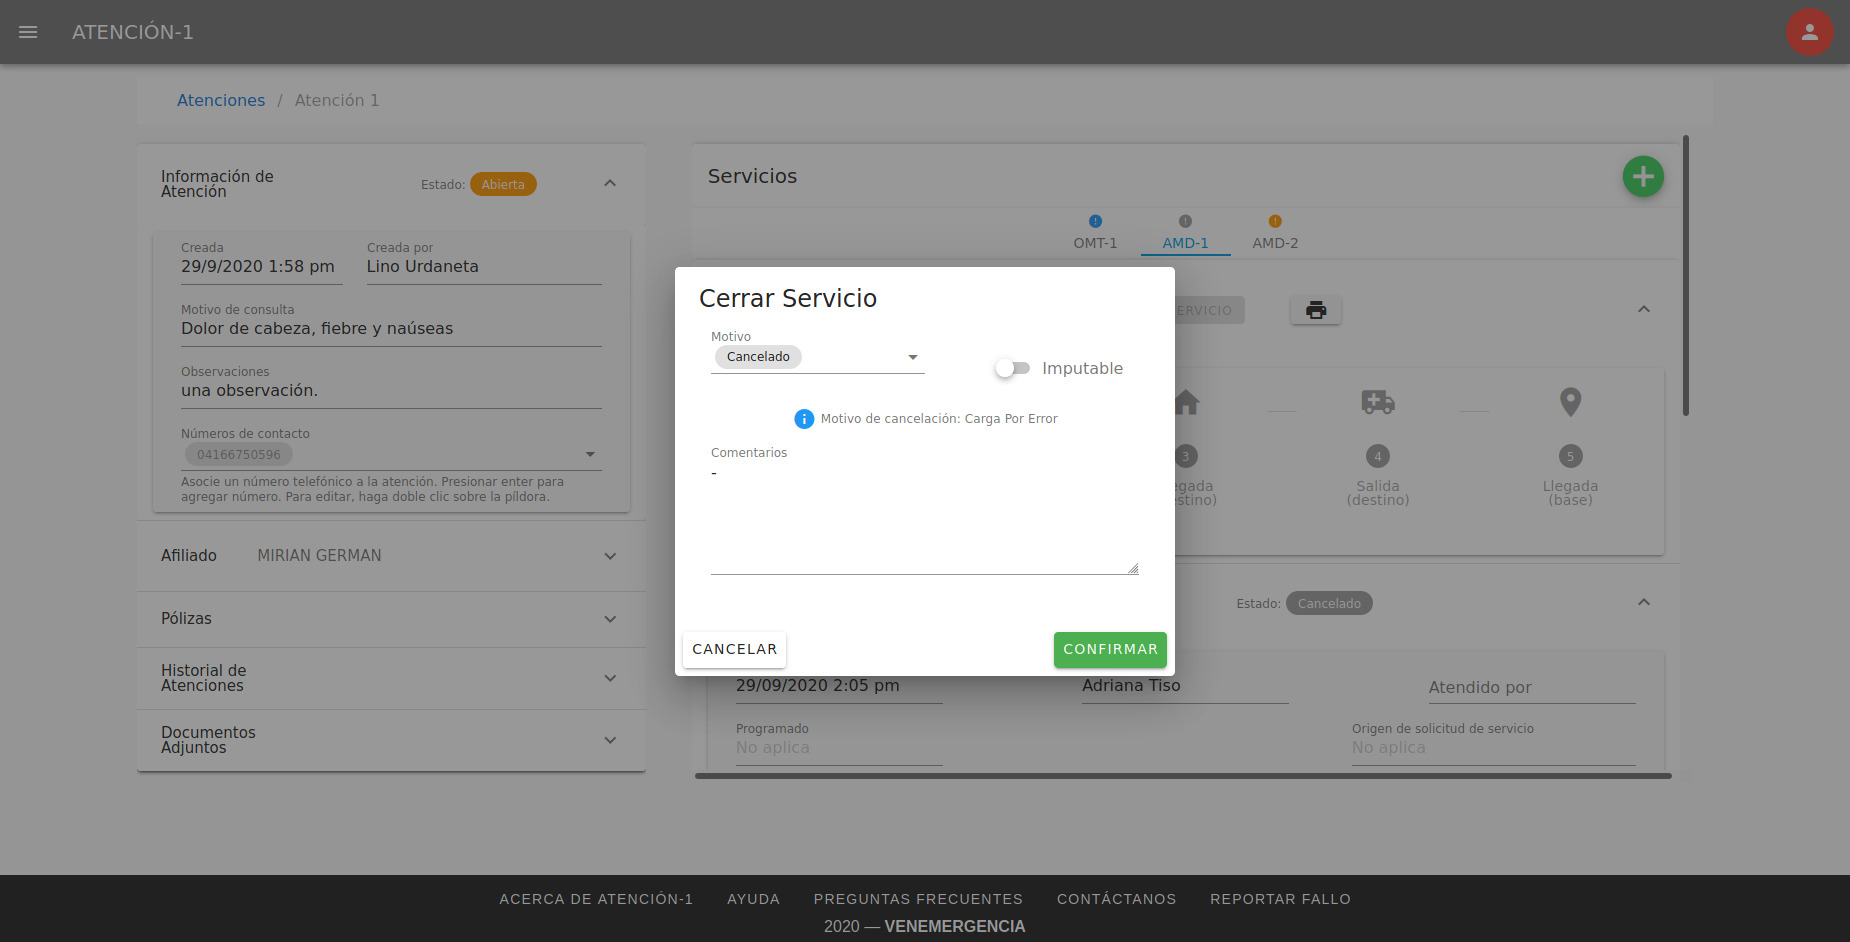 ATENCIÓN-1
Atenciones / Atención 1
Información de
Atención
Estado: Abierta
Creada
29/9/2020 1:58 pm
Creada por
Lino Urdaneta
Motivo de consulta
Dolor de cabeza, fiebre y naúseas
Observaciones
una observación.
Números de contacto
04166750596
Asocie un número telefónico a la atención. Presionar enter para
agregar número. Para editar, haga doble clic sobre la píldora.
Afiliado MIRIAN GERMAN
Pólizas
Historial de
Atenciones
Documentos
Adjuntos
Servicios
OMT-1
AMD-1
AMD-2
ERVICIO
Cerrar Servicio
Motivo
Cancelado
Imputable
Motivo de cancelación: Carga Por Error
Comentarios
-
CANCELAR
CONFIRMAR
3
egada
estino)
4
Salida
(destino)
5
Llegada
(base)
Estado: Cancelado
29/09/2020 2:05 pm
Adriana Tiso
Atendido por
Programado
No aplica
Origen de solicitud de servicio
No aplica
ACERCA DE ATENCIÓN-1 AYUDA PREGUNTAS FRECUENTES CONTÁCTANOS REPORTAR FALLO
2020 — VENEMERGENCIA